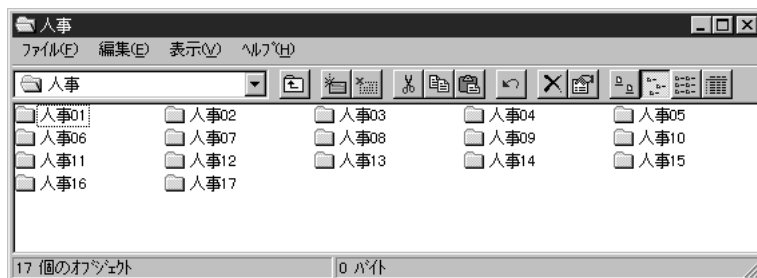 人事
ファイル(F) 編集(E) 表示(V) ヘルプ(H)
人事
人事01 人事02 人事03 人事04 人事05
人事06 人事07 人事08 人事09 人事10
人事11 人事12 人事13 人事14 人事15
人事16 人事17
17 個のオブジェクト 0 バイト